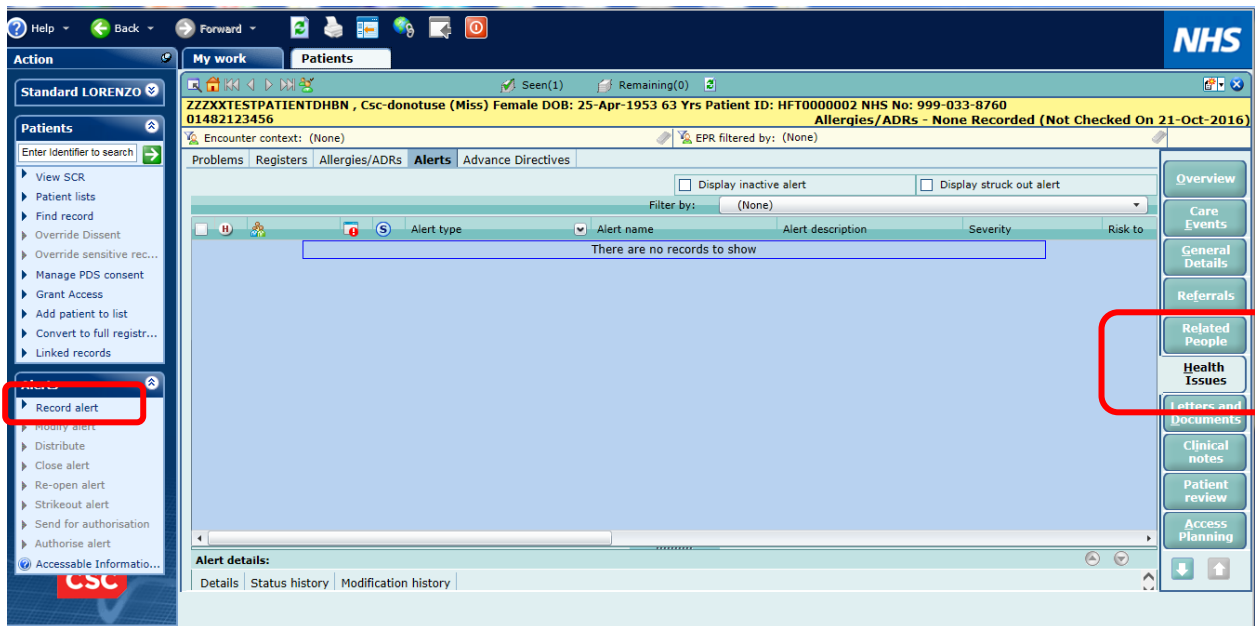 Help
Back
Forward
NHS
Action
My work
Patients
Standard LORENZO
Seen(1)
Remaining(0)
ZZZXXTESTPATIENTDHBN , Csc-donotuse (Miss) Female DOB: 25-Apr-1953 63 Yrs Patient ID: HFT0000002 NHS No: 999-033-8760
01482123456
Allergies/ADRs - None Recorded (Not Checked On 21-Oct-2016)
Encounter context: (None)
EPR filtered by: (None)
Patients
Enter Identifier to search
View SCR
Patient lists
Find record
Override Dissent
Override sensitive rec...
Manage PDS consent
Grant Access
Add patient to list
Convert to full registr...
Linked records
Alerts
Record alert
Modify alert
Distribute
Close alert
Re-open alert
Strikeout alert
Send for authorisation
Authorise alert
Accessable Informatio...
CSC
Problems
Registers
Allergies/ADRs
Alerts
Advance Directives
Display inactive alert
Display struck out alert
Filter by:
(None)
H
S
Alert type
Alert name
Alert description
Severity
Risk to
There are no records to show
Alert details:
Details
Status history
Modification history
Overview
Care
Events
General
Details
Referrals
Related
People
Health
Issues
Letters and
Documents
Clinical
notes
Patient
review
Access
Planning